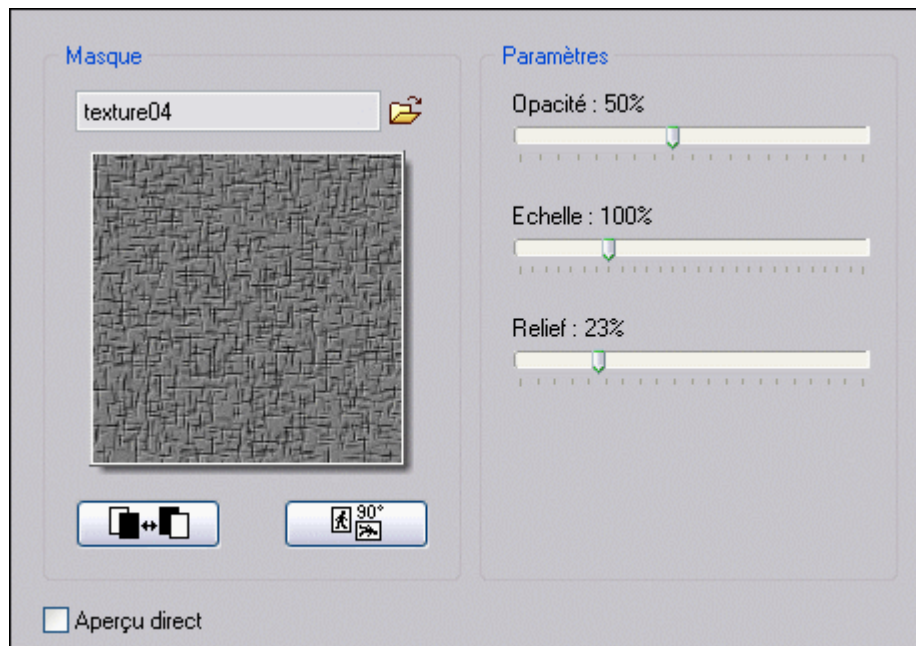 Masque
texture04
90°
Aperçu direct
Paramètres
Opacité : 50%
Echelle : 100%
Relief : 23%